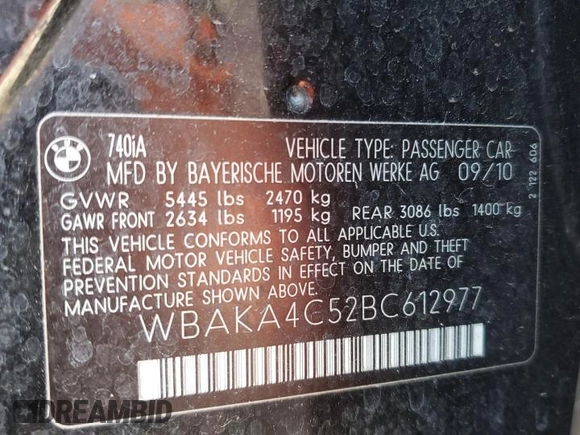 740iA VEHICLE TYPE: PASSENGER CAR
MFD BY BAYERISCHE MOTOREN WERKE AG 09/10
GVWR 5445 lbs 2470 kg
GAWR FRONT 2634 lbs 1195 kg REAR 3086 lbs 1400 kg
THIS VEHICLE CONFORMS TO ALL APPLICABLE U.S.
FEDERAL MOTOR VEHICLE SAFETY, BUMPER AND THEFT
PREVENTION STANDARDS IN EFFECT ON THE DATE OF
MANUFACTURE SHOWN ABOVE.
WBAKA4C52BC612977
2 122 606
BMW
DREAMBID